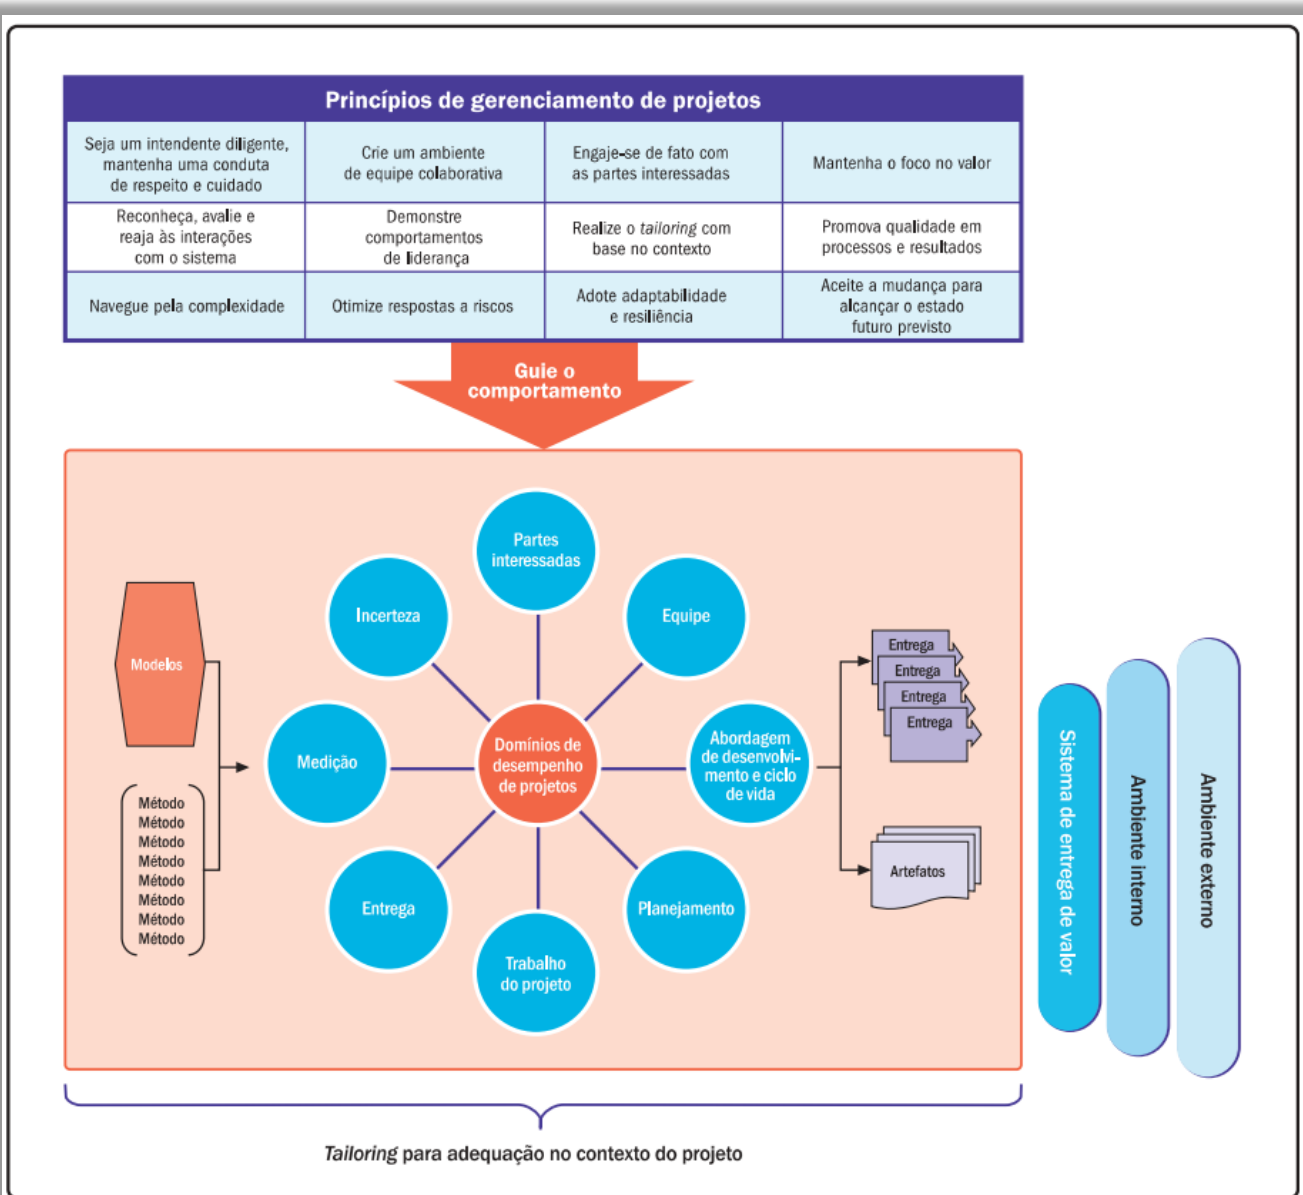 Princípios de gerenciamento de projetos
Seja um intendente diligente,
mantenha uma conduta
de respeito e cuidado
Crie um ambiente
de equipe colaborativa
Engaje-se de fato com
as partes interessadas
Mantenha o foco no valor
Reconheça, avalie e
reaja às interações
com o sistema
Demonstre
comportamentos
de liderança
Realize o tailoring com
base no contexto
Promova qualidade em
processos e resultados
Navegue pela complexidade
Otimize respostas a riscos
Adote adaptabilidade
e resiliência
Aceite a mudança para
alcançar o estado
futuro previsto
Guie o
comportamento
Partes
interessadas
Incerteza
Equipe
Modelos
Medição
Domínios de
desempenho
de projetos
Abordagem
de desenvolvi-
mento e ciclo
de vida
Entrega
Entrega
Entrega
Entrega
Método
Método
Método
Método
Método
Método
Método
Método
Entrega
Planejamento
Trabalho
do projeto
Artefatos
Sistema de entrega de valor
Ambiente interno
Ambiente externo
Tailoring para adequação no contexto do projeto